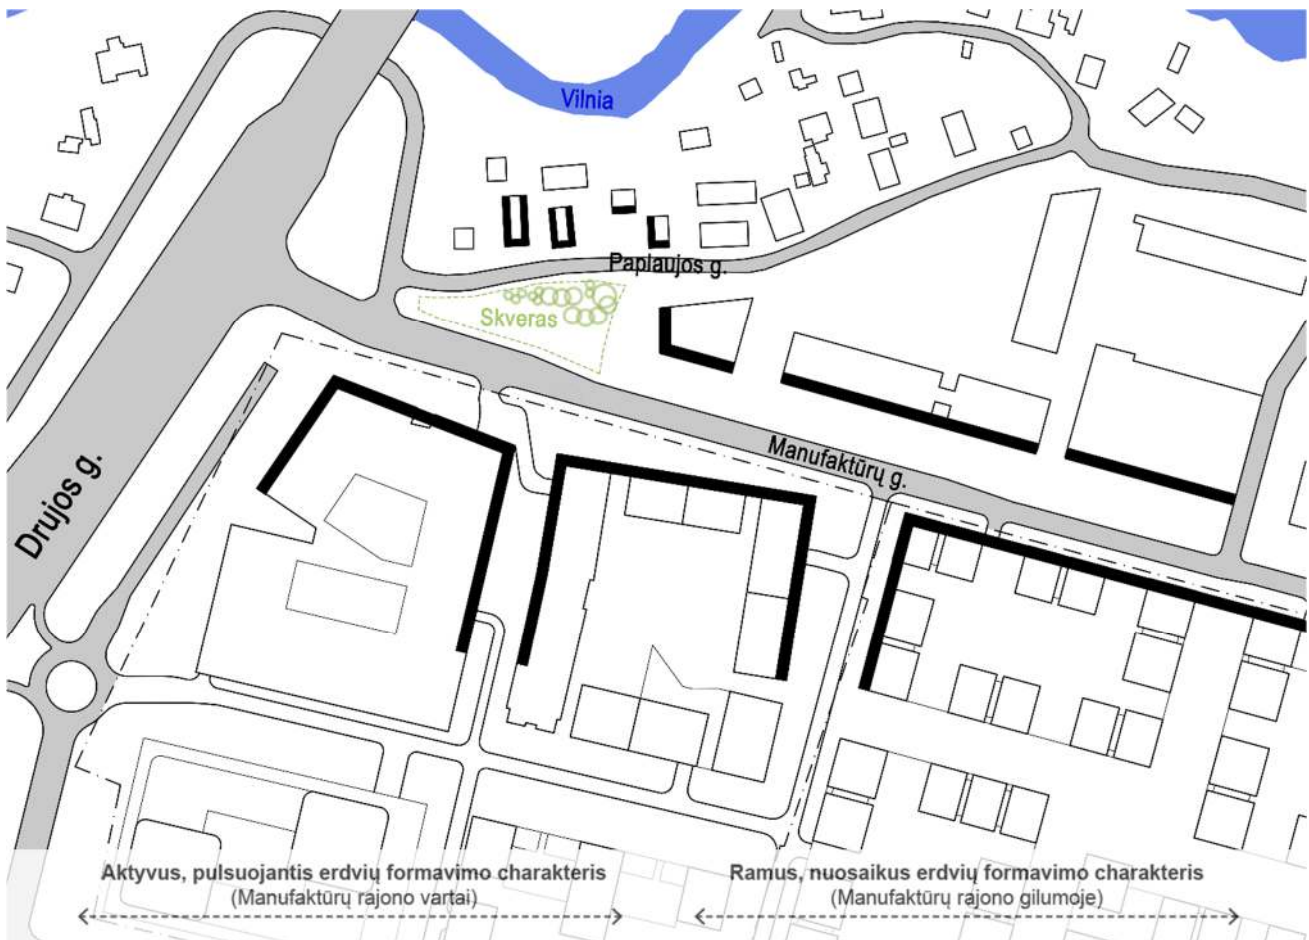 Vilnia
Paplaujos g.
Skveras
Manufaktūrų g.
Drujos g.
Aktyvus, pulsuojantis erdvių formavimo charakteris
(Manufaktūrų rajono vartai)
Ramus, nuosaikus erdvių formavimo charakteris
(Manufaktūrų rajono gilumoje)